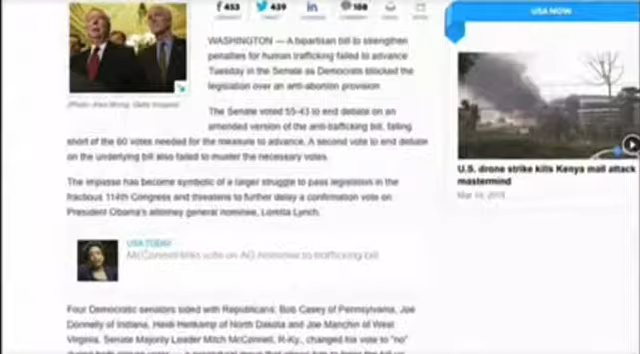 453
439
in
108
USA NOW
WASHINGTON — A bipartisan bill to strengthen
penalties for human trafficking failed to advance
Tuesday in the Senate as Democrats blocked the
legislation over an anti-abortion provision.
The Senate voted 55-43 to end debate on an
amended version of the anti-trafficking bill, falling
short of the 60 votes needed for the measure to advance. A second vote to end debate
on the underlying bill also failed to muster the necessary votes.
The impasse has become symbolic of a larger struggle to pass legislation in the
fractious 114th Congress and threatens to further delay a confirmation vote on
President Obama's attorney general nominee, Loretta Lynch.
USA TODAY
McConnell links vote on AG nominee to trafficking bill
Four Democratic senators sided with Republicans: Bob Casey of Pennsylvania, Joe
Donnelly of Indiana, Heidi Heitkamp of North Dakota and Joe Manchin of West
Virginia. Senate Majority Leader Mitch McConnell, R-Ky., changed his vote to "no"
U.S. drone strike kills Kenya mall attack
mastermind